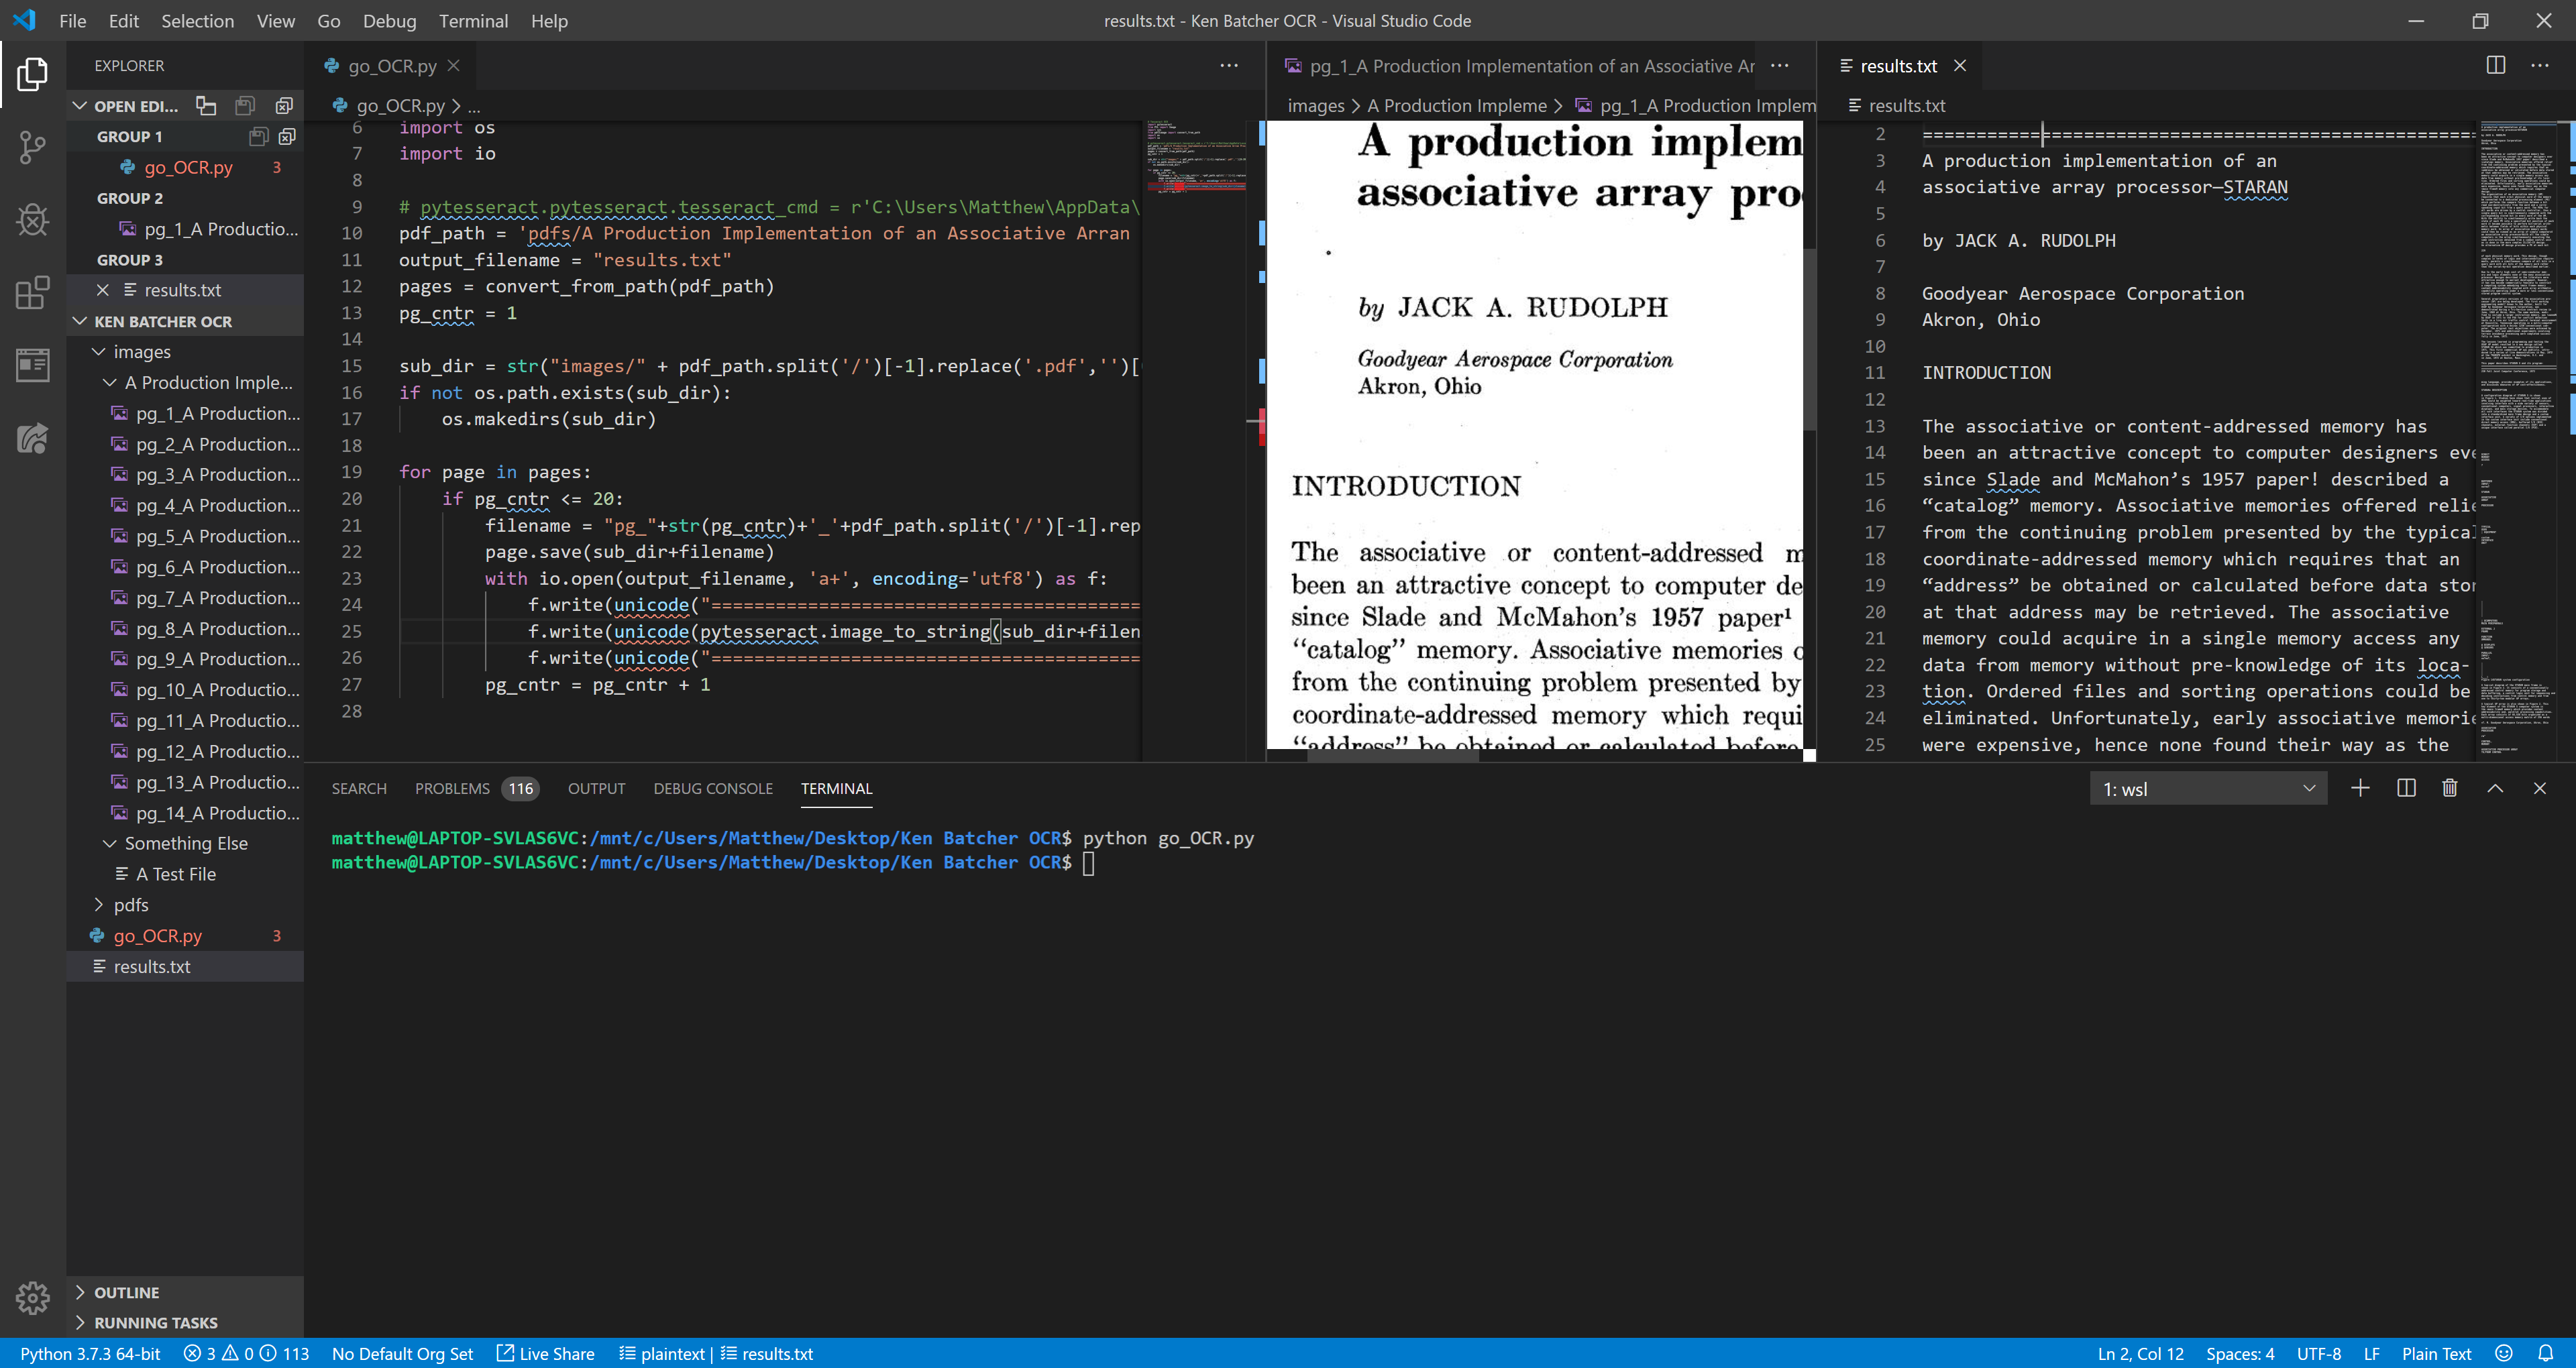 File Edit Selection View Go Debug Terminal Help
results.txt - Ken Batcher OCR - Visual Studio Code
EXPLORER
OPEN EDI...
GROUP 1
go_OCR.py 3
GROUP 2
pg_1_A Productio...
GROUP 3
results.txt
KEN BATCHER OCR
images
A Production Imple...
pg_1_A Production...
pg_2_A Production...
pg_3_A Production...
pg_4_A Production...
pg_5_A Production...
pg_6_A Production...
pg_7_A Production...
pg_8_A Production...
pg_9_A Production...
pg_10_A Productio...
pg_11_A Productio...
pg_12_A Productio...
pg_13_A Productio...
pg_14_A Productio...
Something Else
A Test File
pdfs
go_OCR.py 3
results.txt
OUTLINE
RUNNING TASKS
go_OCR.py
go_OCR.py > ...
6 import os
7 import io
8
9 # pytesseract.pytesseract.tesseract_cmd = r'C:\Users\Matthew\AppData\
10 pdf_path = 'pdfs/A Production Implementation of an Associative Arran
11 output_filename = "results.txt"
12 pages = convert_from_path(pdf_path)
13 pg_cntr = 1
14
15 sub_dir = str("images/" + pdf_path.split('/')[-1].replace('.pdf','')[
16 if not os.path.exists(sub_dir):
17 os.makedirs(sub_dir)
18
19 for page in pages:
20 if pg_cntr <= 20:
21 filename = "pg_"+str(pg_cntr)+'_'+pdf_path.split('/')[-1].rep
22 page.save(sub_dir+filename)
23 with io.open(output_filename, 'a+', encoding='utf8') as f:
24 f.write(unicode("========================================
25 f.write(unicode(pytesseract.image_to_string(sub_dir+filen
26 f.write(unicode("========================================
27 pg_cntr = pg_cntr + 1
28
pg_1_A Production Implementation of an Associative Ar
images > A Production Impleme > pg_1_A Production Implem
A production implem
associative array pro
by JACK A. RUDOLPH
Goodyear Aerospace Corporation
Akron, Ohio
INTRODUCTION
The associative or content-addressed m
been an attractive concept to computer de
since Slade and McMahon's 1957 paper¹
“catalog” memory. Associative memories o
from the continuing problem presented by
coordinate-addressed memory which requi
“address” be obtained or calculated before
results.txt
results.txt
2 ====================================================
3 A production implementation of an
4 associative array processor—STARAN
5
6 by JACK A. RUDOLPH
7
8 Goodyear Aerospace Corporation
9 Akron, Ohio
10
11 INTRODUCTION
12
13 The associative or content-addressed memory has
14 been an attractive concept to computer designers eve
15 since Slade and McMahon’s 1957 paper! described a
16 “catalog” memory. Associative memories offered relie
17 from the continuing problem presented by the typical
18 coordinate-addressed memory which requires that an
19 “address” be obtained or calculated before data stor
20 at that address may be retrieved. The associative
21 memory could acquire in a single memory access any
22 data from memory without pre-knowledge of its loca-
23 tion. Ordered files and sorting operations could be
24 eliminated. Unfortunately, early associative memorie
25 were expensive, hence none found their way as the
SEARCH PROBLEMS 116 OUTPUT DEBUG CONSOLE TERMINAL
1: wsl
matthew@LAPTOP-SVLAS6VC:/mnt/c/Users/Matthew/Desktop/Ken Batcher OCR$ python go_OCR.py
matthew@LAPTOP-SVLAS6VC:/mnt/c/Users/Matthew/Desktop/Ken Batcher OCR$
Python 3.7.3 64-bit 3 0 113 No Default Org Set Live Share plaintext | results.txt
Ln 2, Col 12 Spaces: 4 UTF-8 LF Plain Text